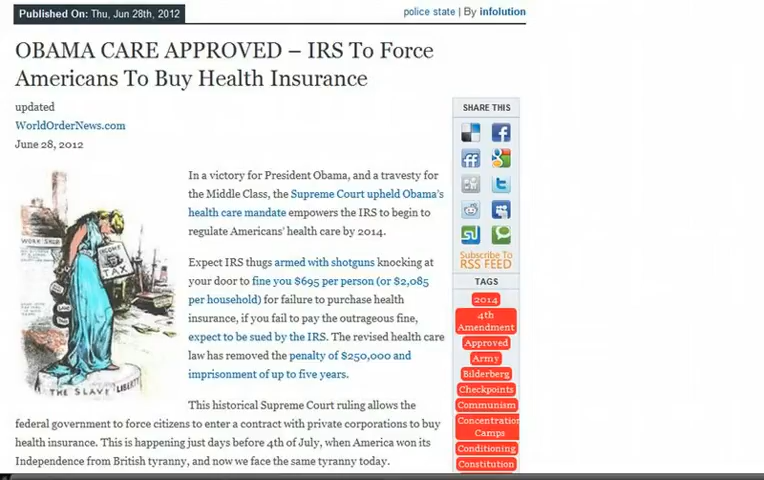 Published On: Thu, Jun 28th, 2012
police state | By infolution
OBAMA CARE APPROVED – IRS To Force
Americans To Buy Health Insurance
updated
WorldOrderNews.com
June 28, 2012
In a victory for President Obama, and a travesty for
the Middle Class, the Supreme Court upheld Obama's
health care mandate empowers the IRS to begin to
regulate Americans' health care by 2014.
Expect IRS thugs armed with shotguns knocking at
your door to fine you $695 per person (or $2,085
per household) for failure to purchase health
insurance, if you fail to pay the outrageous fine,
expect to be sued by the IRS. The revised health care
law has removed the penalty of $250,000 and
imprisonment of up to five years.
This historical Supreme Court ruling allows the
federal government to force citizens to enter a contract with private corporations to buy
health insurance. This is happening just days before 4th of July, when America won its
Independence from British tyranny, and now we face the same tyranny today.
WORK SHOP
INCOME
TAX
THE SLAVE LIBERTY
SHARE THIS
Subscribe To
RSS FEED
TAGS
2014
4th
Amendment
Approved
Army
Bilderberg
Checkpoints
Communism
Concentration
Camps
Conditioning
Constitution